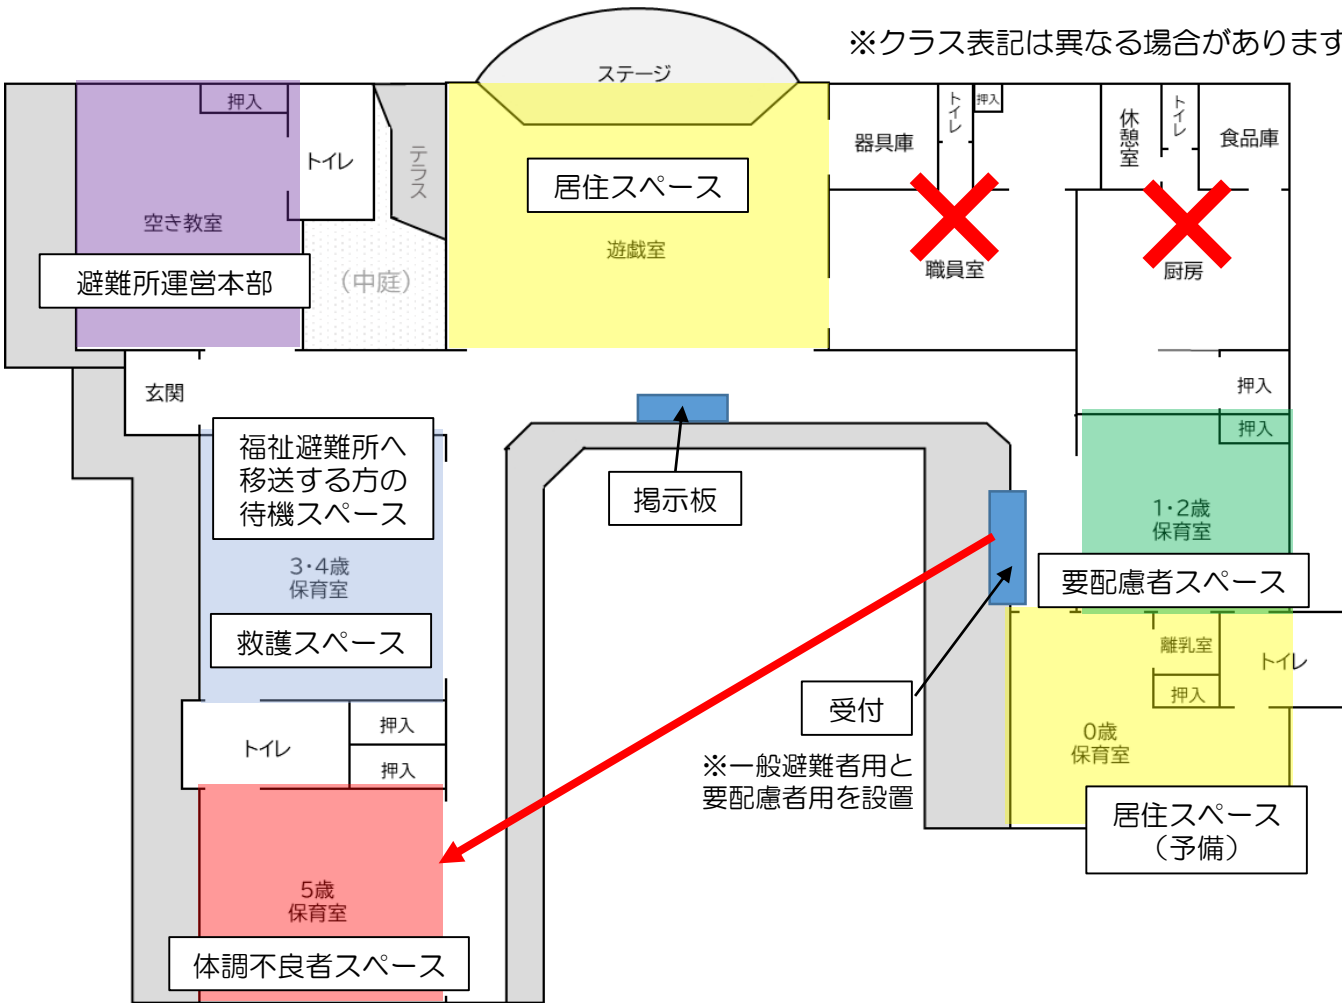 ※クラス表記は異なる場合があります
ステージ
押入
トイレ
テラス
居住スペース
遊戯室
器具庫
トイレ
押入
休憩室
トイレ
食品庫
空き教室
避難所運営本部
（中庭）
職員室
厨房
玄関
押入
押入
福祉避難所へ
移送する方の
待機スペース
掲示板
3・4歳
保育室
救護スペース
1・2歳
保育室
要配慮者スペース
離乳室
押入
トイレ
受付
※一般避難者用と
要配慮者用を設置
0歳
保育室
居住スペース
（予備）
トイレ
押入
押入
5歳
保育室
体調不良者スペース